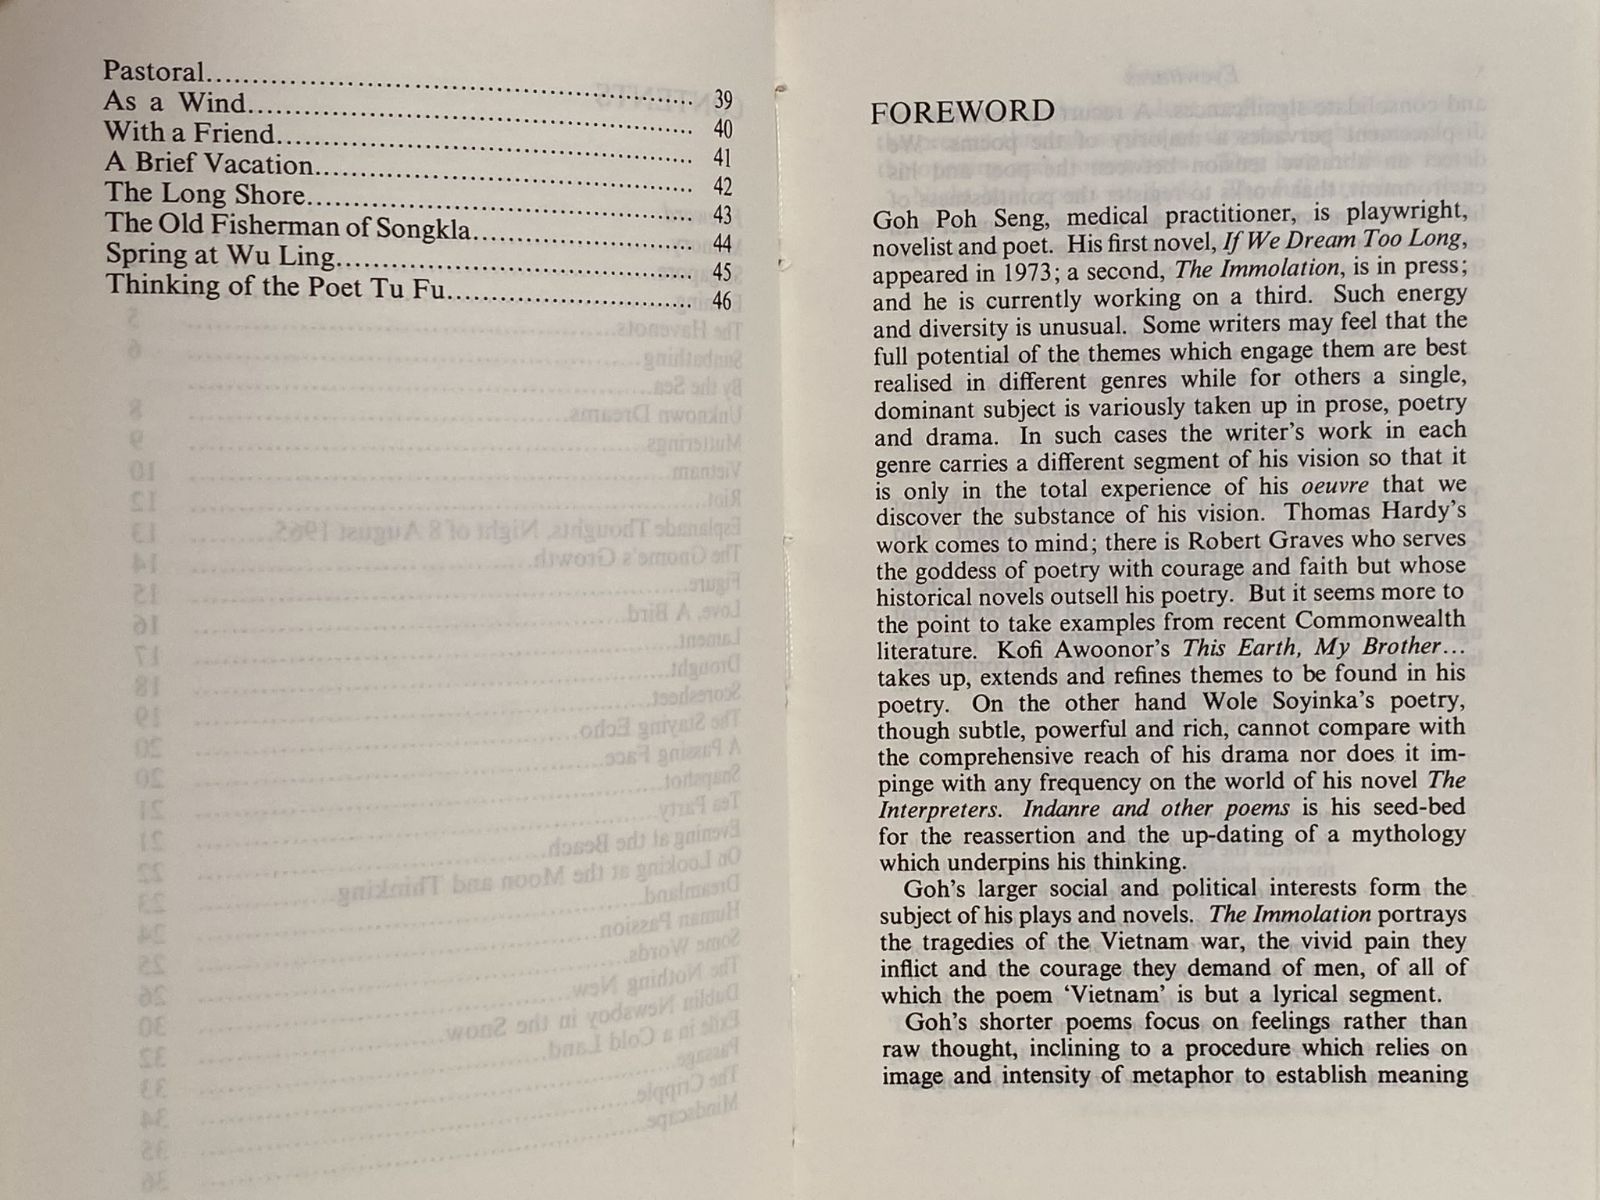 Pastoral.......................................................... 39
As a Wind..................................................... 40
With a Friend................................................. 41
A Brief Vacation............................................. 42
The Long Shore.............................................. 43
The Old Fisherman of Songkla.......................... 44
Spring at Wu Ling.......................................... 45
Thinking of the Poet Tu Fu............................. 46
FOREWORD
Goh Poh Seng, medical practitioner, is playwright,
novelist and poet. His first novel, If We Dream Too Long,
appeared in 1973; a second, The Immolation, is in press;
and he is currently working on a third. Such energy
and diversity is unusual. Some writers may feel that the
full potential of the themes which engage them are best
realised in different genres while for others a single,
dominant subject is variously taken up in prose, poetry
and drama. In such cases the writer's work in each
genre carries a different segment of his vision so that it
is only in the total experience of his oeuvre that we
discover the substance of his vision. Thomas Hardy's
work comes to mind; there is Robert Graves who serves
the goddess of poetry with courage and faith but whose
historical novels outsell his poetry. But it seems more to
the point to take examples from recent Commonwealth
literature. Kofi Awoonor's This Earth, My Brother...
takes up, extends and refines themes to be found in his
poetry. On the other hand Wole Soyinka's poetry,
though subtle, powerful and rich, cannot compare with
the comprehensive reach of his drama nor does it im-
pinge with any frequency on the world of his novel The
Interpreters. Indanre and other poems is his seed-bed
for the reassertion and the up-dating of a mythology
which underpins his thinking.
Goh's larger social and political interests form the
subject of his plays and novels. The Immolation portrays
the tragedies of the Vietnam war, the vivid pain they
inflict and the courage they demand of men, of all of
which the poem 'Vietnam' is but a lyrical segment.
Goh's shorter poems focus on feelings rather than
raw thought, inclining to a procedure which relies on
image and intensity of metaphor to establish meaning